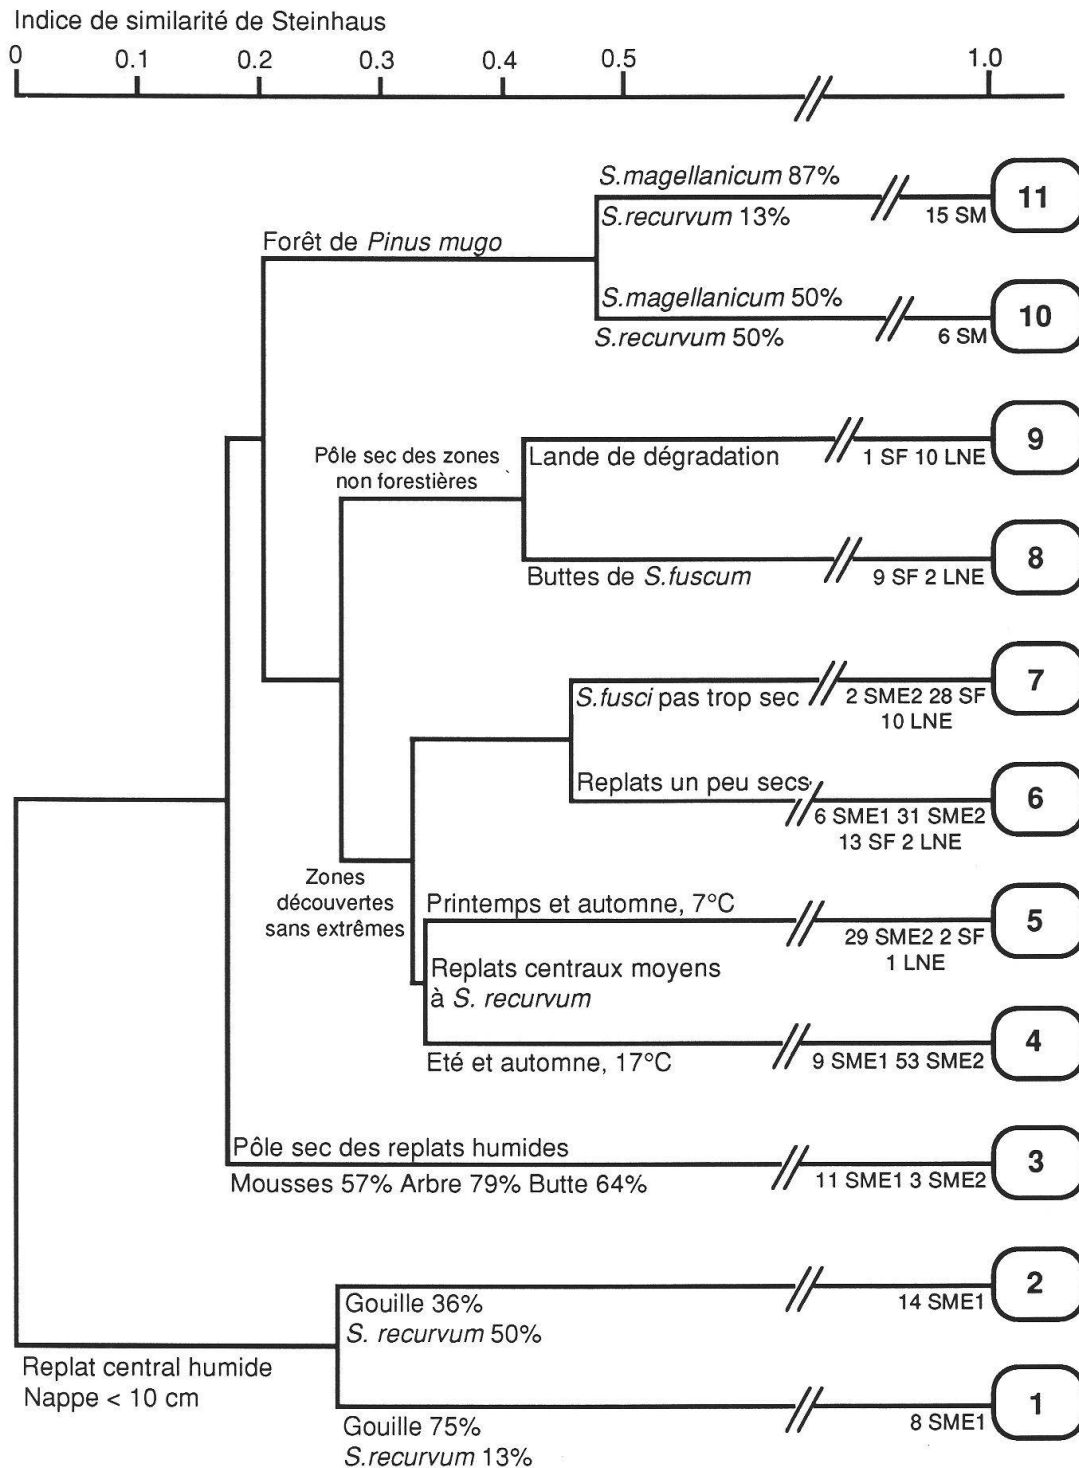 Indice de similarité de Steinhaus
0 0.1 0.2 0.3 0.4 0.5 1.0
S.magellanicum 87%
11
S.recurvum 13%
15 SM
Forêt de Pinus mugo
S.magellanicum 50%
10
S.recurvum 50%
6 SM
9
Pôle sec des zones
non forestières
Lande de dégradation
1 SF 10 LNE
8
Buttes de S.fuscum
9 SF 2 LNE
7
S.fusci pas trop sec
2 SME2 28 SF
10 LNE
Replats un peu secs
6
6 SME1 31 SME2
13 SF 2 LNE
Zones
découvertes
sans extrêmes
Printemps et automne, 7°C
5
29 SME2 2 SF
1 LNE
Replats centraux moyens
à S. recurvum
4
Eté et automne, 17°C
9 SME1 53 SME2
Pôle sec des replats humides
3
Mousses 57% Arbre 79% Butte 64%
11 SME1 3 SME2
2
Gouille 36%
14 SME1
S. recurvum 50%
Replat central humide
Nappe < 10 cm
1
Gouille 75%
8 SME1
S.recurvum 13%